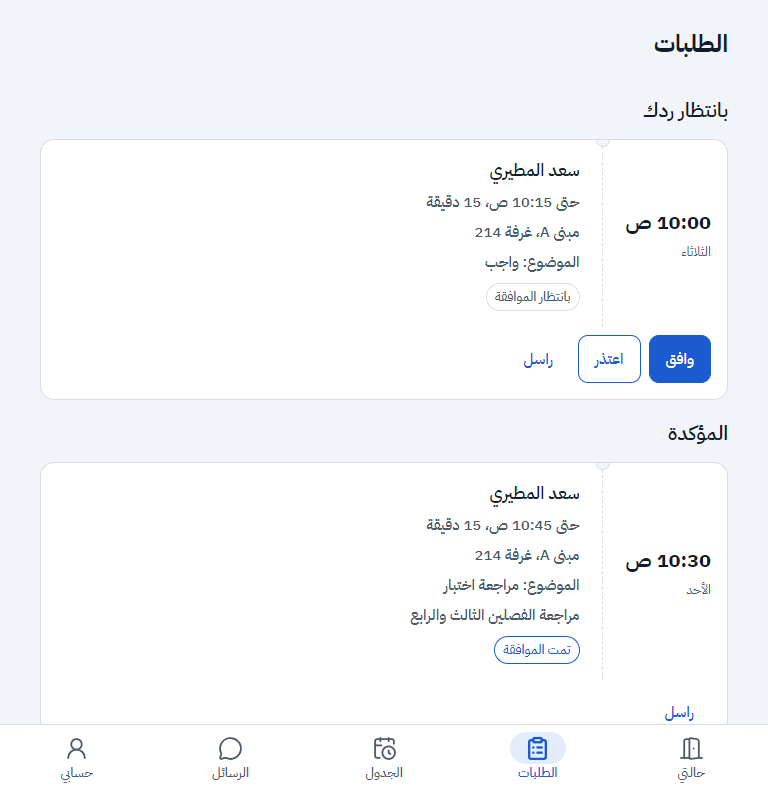 الطلبات
بانتظار ردك
10:00 ص
الثلاثاء
سعد المطيري
حتى 10:15 ص، 15 دقيقة
مبنى A، غرفة 214
الموضوع: واجب
بانتظار الموافقة
وافق
اعتذر
راسل
المؤكدة
10:30 ص
الأحد
سعد المطيري
حتى 10:45 ص، 15 دقيقة
مبنى A، غرفة 214
الموضوع: مراجعة اختبار
مراجعة الفصلين الثالث والرابع
تمت الموافقة
راسل
حالتي
الطلبات
الجدول
الرسائل
حسابي